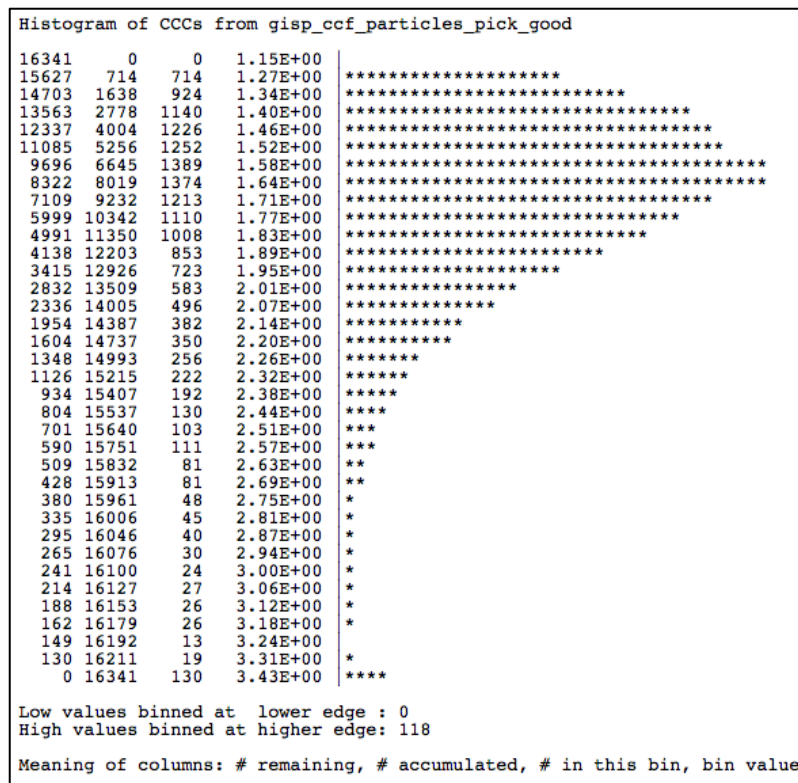 Histogram of CCCs from gisp_ccf_particles_pick_good
16341 0 0 1.15E+00 |
15627 714 714 1.27E+00 |********************
14703 1638 924 1.34E+00 |**************************
13563 2778 1140 1.40E+00 |********************************
12337 4004 1226 1.46E+00 |**********************************
11085 5256 1252 1.52E+00 |***********************************
9696 6645 1389 1.58E+00 |***************************************
8322 8019 1374 1.64E+00 |***************************************
7109 9232 1213 1.71E+00 |**********************************
5999 10342 1110 1.77E+00 |*******************************
4991 11350 1008 1.83E+00 |****************************
4138 12203 853 1.89E+00 |************************
3415 12926 723 1.95E+00 |********************
2832 13509 583 2.01E+00 |****************
2336 14005 496 2.07E+00 |**************
1954 14387 382 2.14E+00 |***********
1604 14737 350 2.20E+00 |**********
1348 14993 256 2.26E+00 |*******
1126 15215 222 2.32E+00 |******
934 15407 192 2.38E+00 |*****
804 15537 130 2.44E+00 |****
701 15640 103 2.51E+00 |***
590 15751 111 2.57E+00 |***
509 15832 81 2.63E+00 |**
428 15913 81 2.69E+00 |**
380 15961 48 2.75E+00 |*
335 16006 45 2.81E+00 |*
295 16046 40 2.87E+00 |*
265 16076 30 2.94E+00 |*
241 16100 24 3.00E+00 |*
214 16127 27 3.06E+00 |*
188 16153 26 3.12E+00 |*
162 16179 26 3.18E+00 |*
149 16192 13 3.24E+00 |
130 16211 19 3.31E+00 |*
0 16341 130 3.43E+00 |****
Low values binned at lower edge : 0
High values binned at higher edge: 118
Meaning of columns: # remaining, # accumulated, # in this bin, bin value